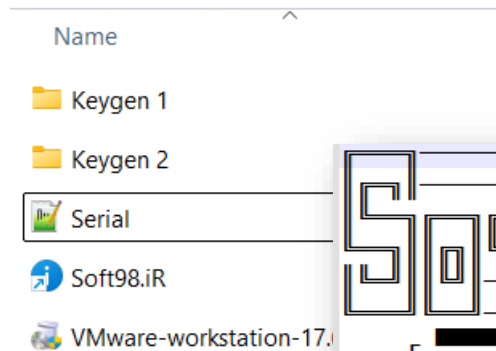 Name
Keygen 1
Keygen 2
Serial
Soft98.iR
VMware-workstation-17.